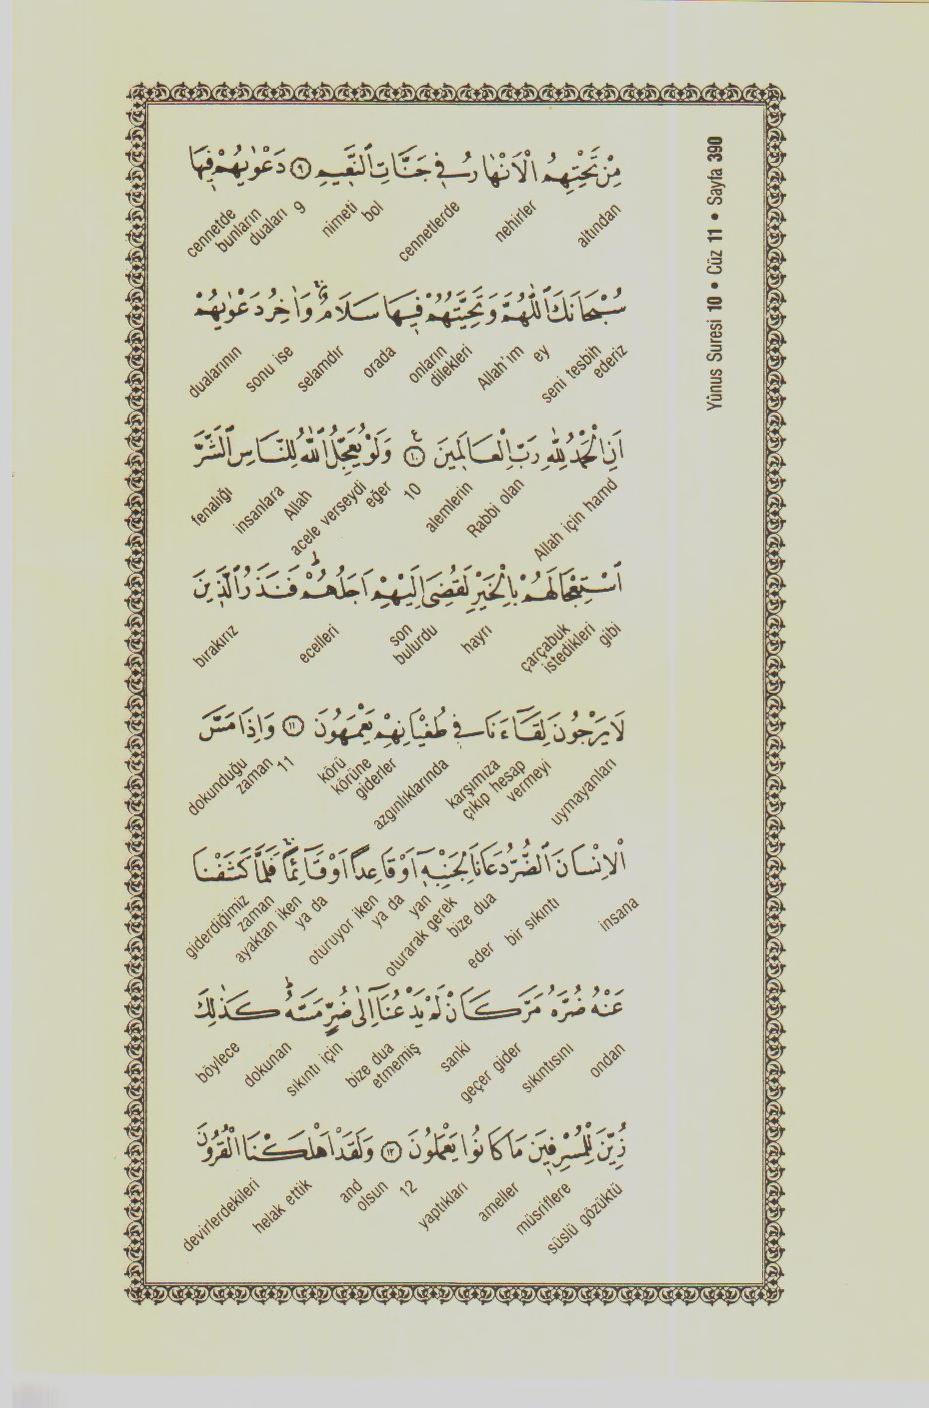 Yûnus Suresi 10 • Cüz 11 • Sayfa 390
مِنْ تَحْتِهِمُ الْاَنْهَارُ فٖي جَنَّاتِ النَّعٖيمِ ﴿٩﴾ دَعْوٰيهُمْ فٖيهَا
altından nehirler cennetlerde bol nimeti 9 duaları bunların cennetde
سُبْحَانَكَ اللّٰهُمَّ وَتَحِيَّتُهُمْ فٖيهَا سَلَامٌۚ وَاٰخِرُ دَعْوٰيهُمْ
seni tesbih ederiz ey Allah'ım onların dilekleri orada selamdır sonu ise dualarının
اَنِ الْحَمْدُ لِلّٰهِ رَبِّ الْعَالَمٖينَ ﴿١٠﴾ وَلَوْ يُعَجِّلُ اللّٰهُ لِلنَّاسِ الشَّرَّ
Allah için hamd Rabbi olan alemlerin 10 eğer acele verseydi Allah insanlara fenalığı
اسْتِعْجَالَهُمْ بِالْخَيْرِ لَقُضِيَ اِلَيْهِمْ اَجَلُهُمْؕ فَنَذَرُ الَّذٖينَ
gibi çarçabuk istedikleri hayrı son bulurdu ecelleri bırakırız
لَا يَرْجُونَ لِقَٓاءَنَا فٖي طُغْيَانِهِمْ يَعْمَهُونَ ﴿١١﴾ وَاِذَا مَسَّ
uymayanları karşımıza çıkıp hesap vermeyi azgınlıklarında körü körüne giderler 11 dokunduğu zaman
الْاِنْسَانَ الضُّرُّ دَعَانَا لِجَنْبِهٖٓ اَوْ قَاعِداً اَوْ قَٓائِماًۚ فَلَمَّا كَشَفْنَا
insana bir sıkıntı eder bize dua yan oturarak gerek ya da oturuyor iken ya da ayaktan iken zaman giderdiğimiz
عَنْهُ ضُرَّهُ مَرَّ كَاَنْ لَمْ يَدْعُنَٓا اِلٰى ضُرٍّ مَسَّهُؕ كَذٰلِكَ
ondan sıkıntısını geçer gider sanki bize dua etmemiş sıkıntı için dokunan böylece
زُيِّنَ لِلْمُسْرِفٖينَ مَا كَانُوا يَعْمَلُونَ ﴿١٢﴾ وَلَقَدْ اَهْلَكْنَا الْقُرُونَ
süslü gözüktü müsriflere ameller yaptıkları 12 and olsun helak ettik devirlerdekileri